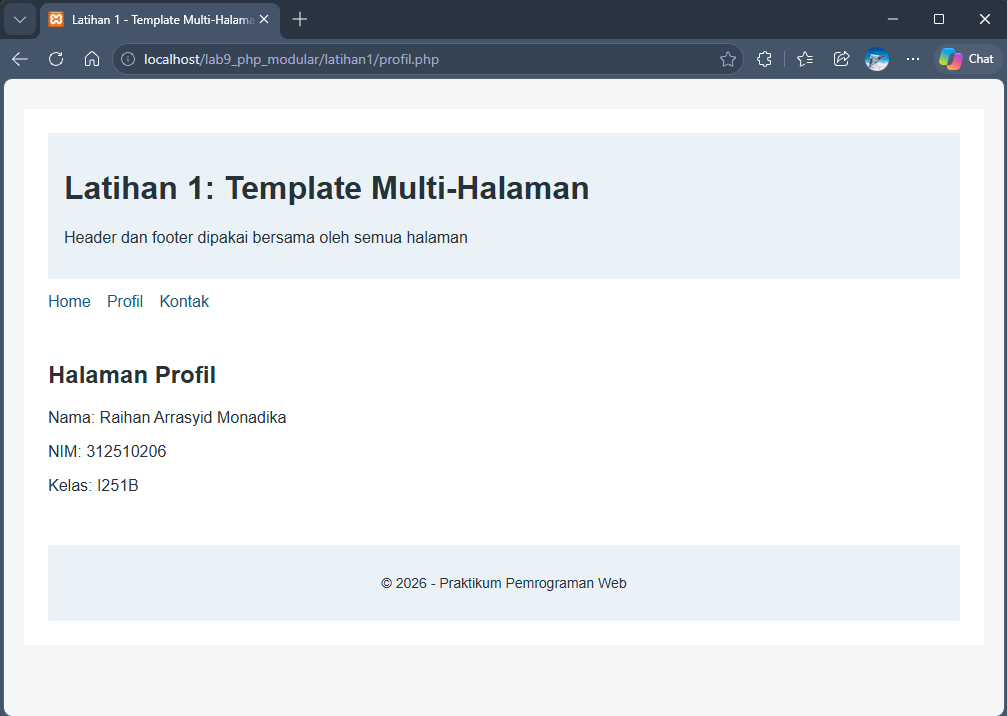 Latihan 1 - Template Multi-Halama
localhost/lab9_php_modular/latihan1/profil.php
Chat
Latihan 1: Template Multi-Halaman
Header dan footer dipakai bersama oleh semua halaman
Home Profil Kontak
Halaman Profil
Nama: Raihan Arrasyid Monadika
NIM: 312510206
Kelas: I251B
© 2026 - Praktikum Pemrograman Web